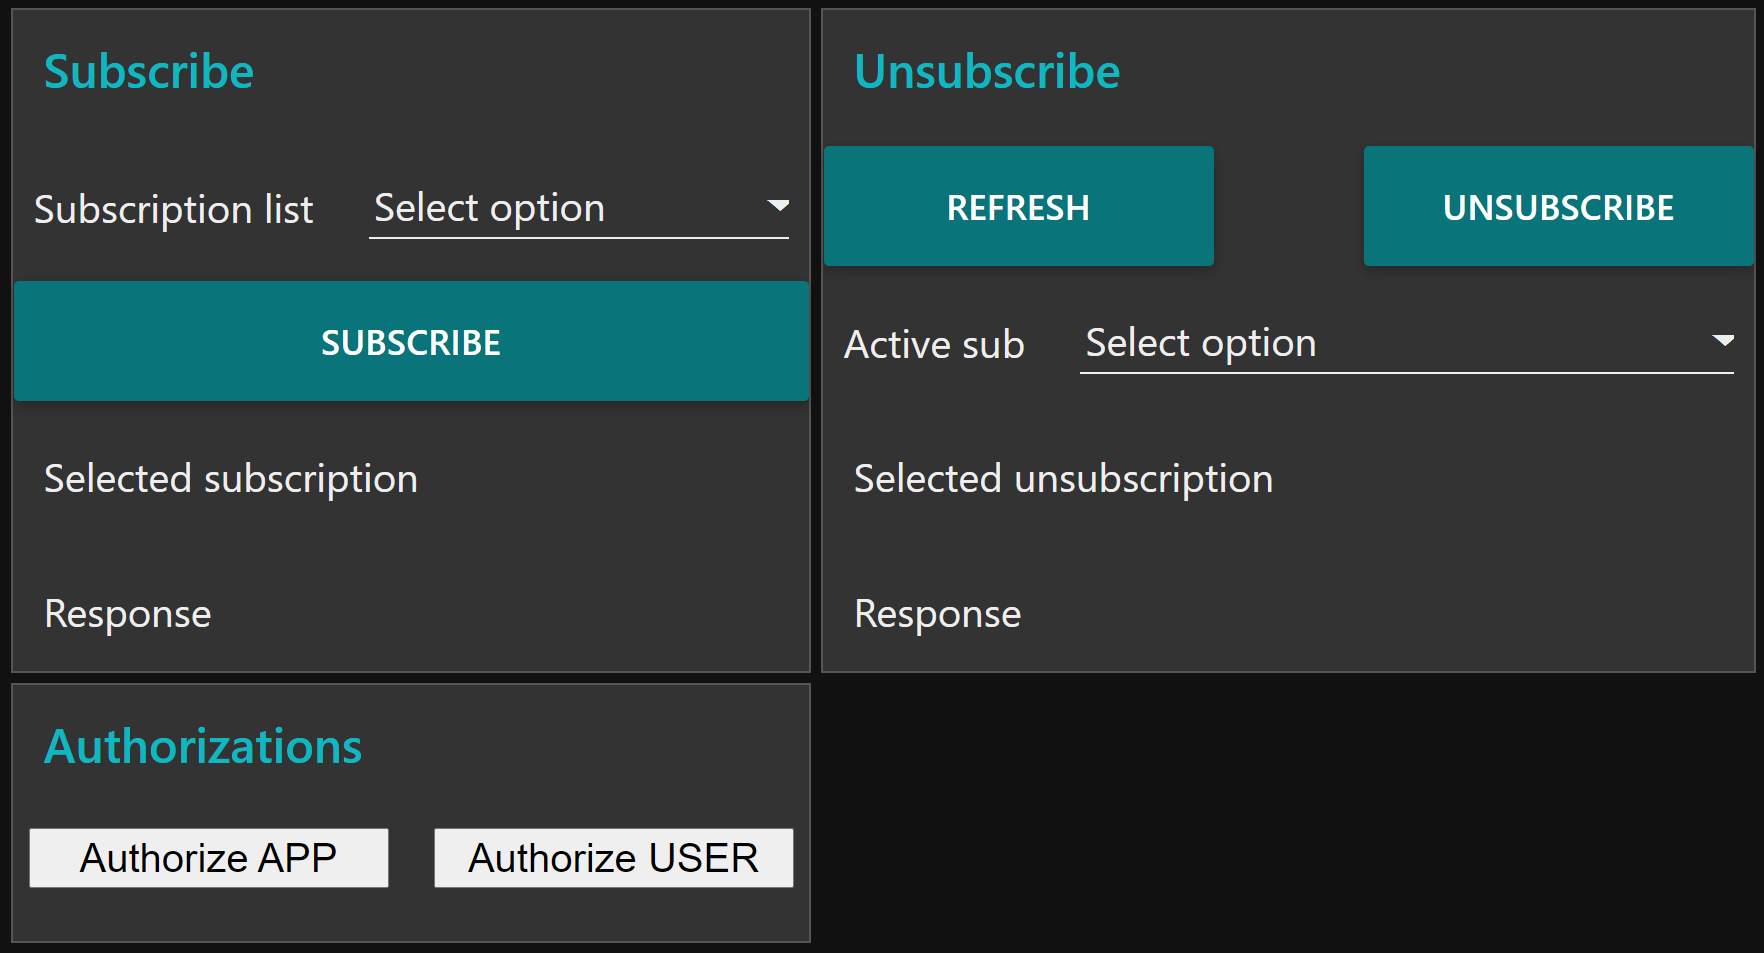 Subscribe
Subscription list Select option
SUBSCRIBE
Selected subscription
Response
Unsubscribe
REFRESH UNSUBSCRIBE
Active sub Select option
Selected unsubscription
Response
Authorizations
Authorize APP Authorize USER